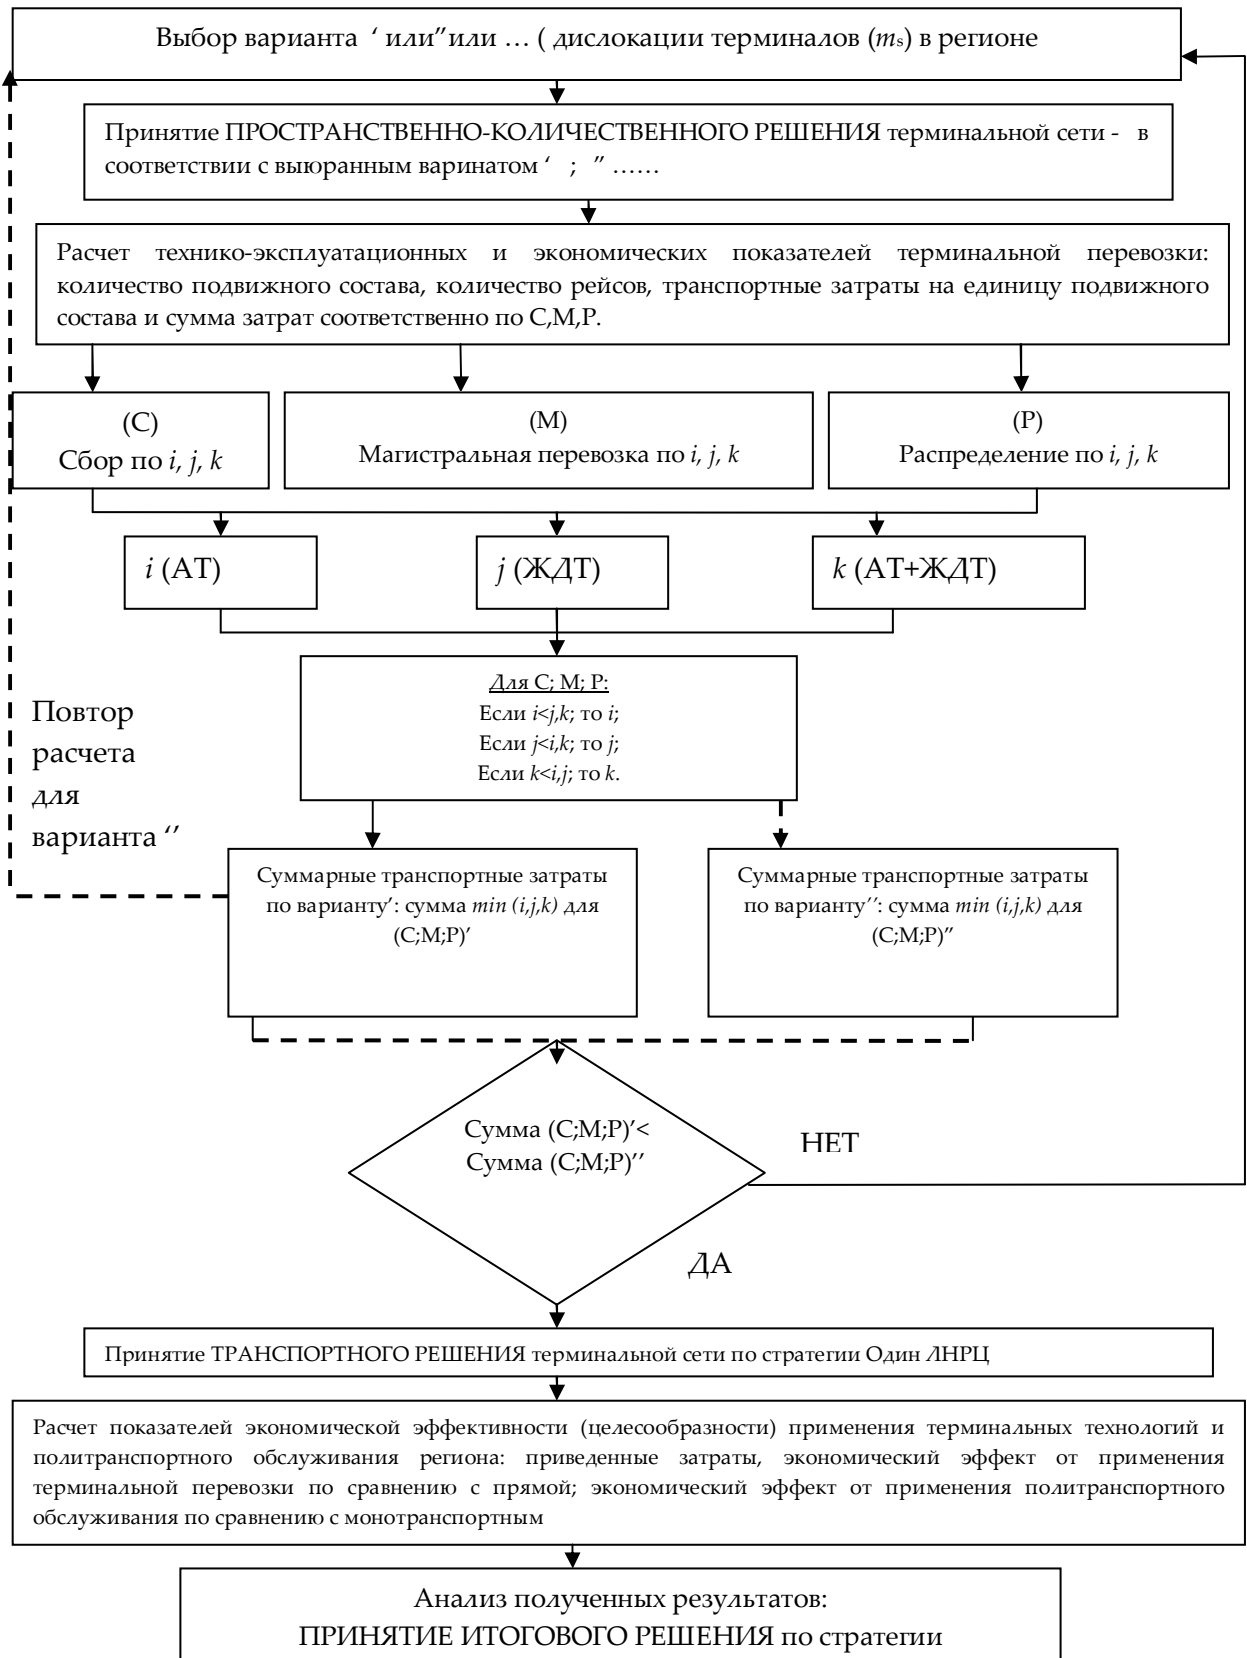 Выбор варианта ‘ или”или … ( дислокации терминалов (ms) в регионе
Принятие ПРОСТРАНСТВЕННО-КОЛИЧЕСТВЕННОГО РЕШЕНИЯ терминальной сети - в
соответствии с выюранным варинатом ‘ ; ” ……
Расчет технико-эксплуатационных и экономических показателей терминальной перевозки:
количество подвижного состава, количество рейсов, транспортные затраты на единицу подвижного
состава и сумма затрат соответственно по С,М,Р.
(С)
Сбор по i, j, k
(М)
Магистральная перевозка по i, j, k
(Р)
Распределение по i, j, k
i (АТ)
j (ЖДТ)
k (АТ+ЖДТ)
Для С; М; Р:
Если i<j,k; то i;
Если j<i,k; то j;
Если k<i,j; то k.
Повтор
расчета
для
варианта ‘’
Суммарные транспортные затраты
по варианту’: сумма min (i,j,k) для
(С;М;Р)’
Суммарные транспортные затраты
по варианту’’: сумма min (i,j,k) для
(С;М;Р)”
Сумма (С;М;Р)’<
Сумма (С;М;Р)’’
НЕТ
ДА
Принятие ТРАНСПОРТНОГО РЕШЕНИЯ терминальной сети по стратегии Один ЛНРЦ
Расчет показателей экономической эффективности (целесообразности) применения терминальных технологий и
политранспортного обслуживания региона: приведенные затраты, экономический эффект от применения
терминальной перевозки по сравнению с прямой; экономический эффект от применения политранспортного
обслуживания по сравнению с монотранспортным
Анализ полученных результатов:
ПРИНЯТИЕ ИТОГОВОГО РЕШЕНИЯ по стратегии